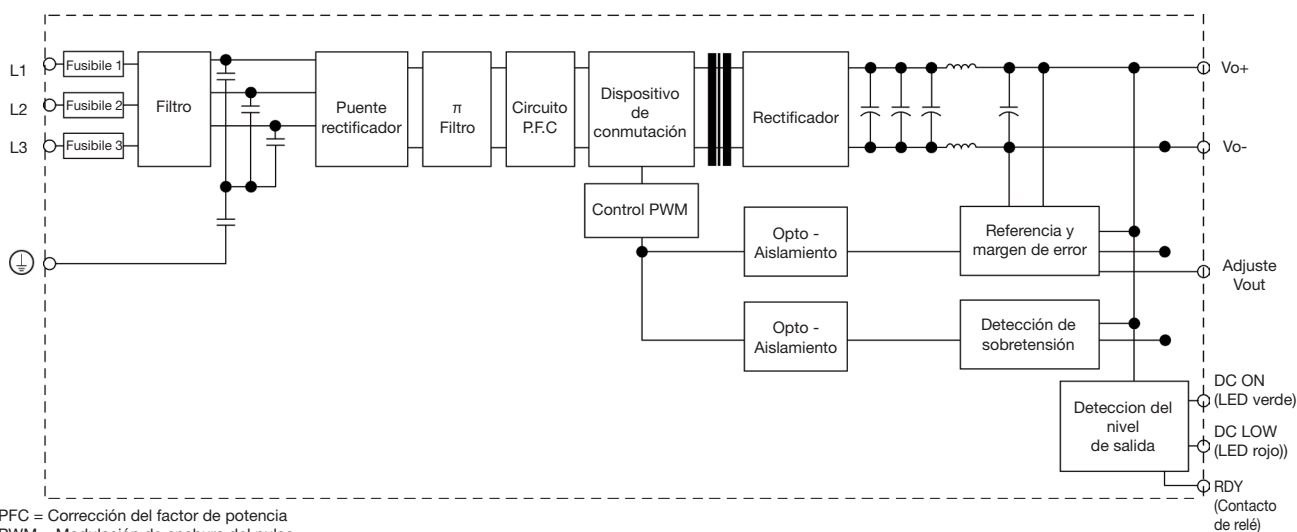 L1
L2
L3
Fusibile 1
Fusibile 2
Fusibile 3
Filtro
Puente
rectificador
π
Filtro
Circuito
P.F.C
Dispositivo
de
conmutación
Rectificador
Vo+
Vo-
Control PWM
Opto -
Aislamiento
Referencia y
margen de error
Adjuste
Vout
Opto -
Aislamiento
Detección de
sobretensión
Deteccion del
nivel
de salida
DC ON
(LED verde)
DC LOW
(LED rojo))
RDY
(Contacto
de relé)
PFC = Corrección del factor de potencia